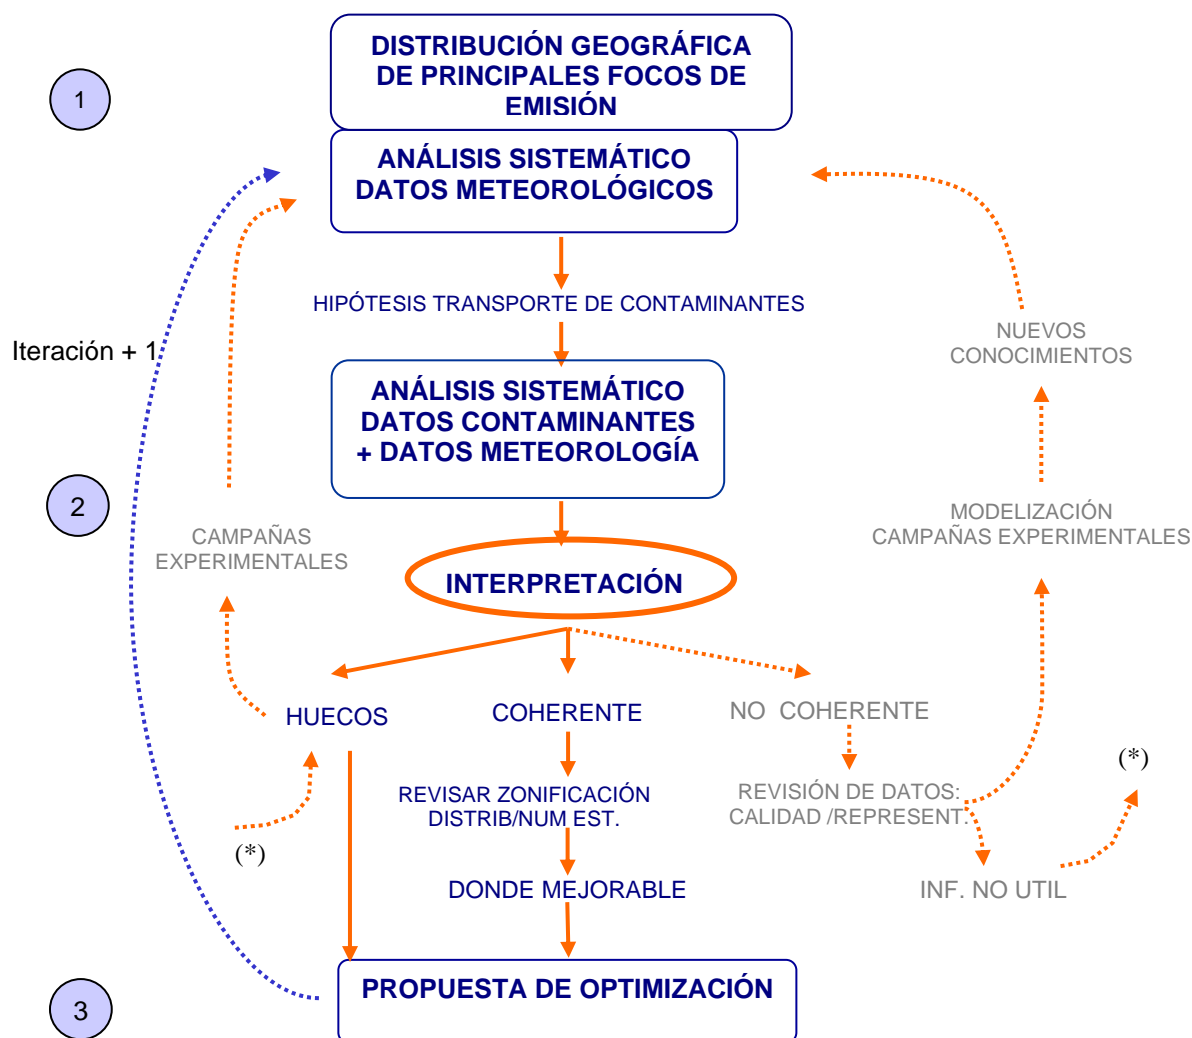 DISTRIBUCIÓN GEOGRÁFICA
DE PRINCIPALES FOCOS DE
EMISIÓN
1
ANÁLISIS SISTEMÁTICO
DATOS METEOROLÓGICOS
HIPÓTESIS TRANSPORTE DE CONTAMINANTES
NUEVOS
CONOCIMIENTOS
Iteración + 1
ANÁLISIS SISTEMÁTICO
DATOS CONTAMINANTES
+ DATOS METEOROLOGÍA
2
CAMPAÑAS
EXPERIMENTALES
MODELIZACIÓN
CAMPAÑAS EXPERIMENTALES
INTERPRETACIÓN
HUECOS
COHERENTE
NO COHERENTE
(*)
REVISAR ZONIFICACIÓN
DISTRIB/NUM EST.
REVISIÓN DE DATOS:
CALIDAD /REPRESENT.
(*)
DONDE MEJORABLE
INF. NO UTIL
PROPUESTA DE OPTIMIZACIÓN
3